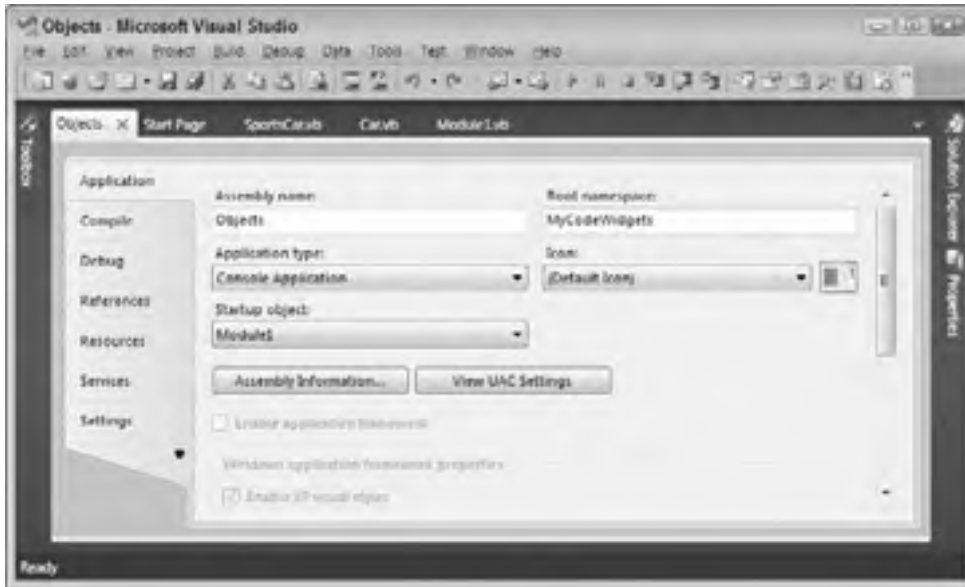 Objects - Microsoft Visual Studio
File Edit View Project Build Debug Data Tools Test Window Help
Objects Start Page SportsCar.vb Car.vb Module1.vb
Toolbox
Solution Explorer
Properties
Application
Compile
Debug
References
Resources
Services
Settings
Assembly name:
Objects
Root namespace:
MyCodeWidgets
Application type:
Console Application
Icon:
(Default Icon)
Startup object:
Module1
Assembly Information...
View UAC Settings
Enable application framework
Windows application framework properties
Enable XP visual styles
Ready